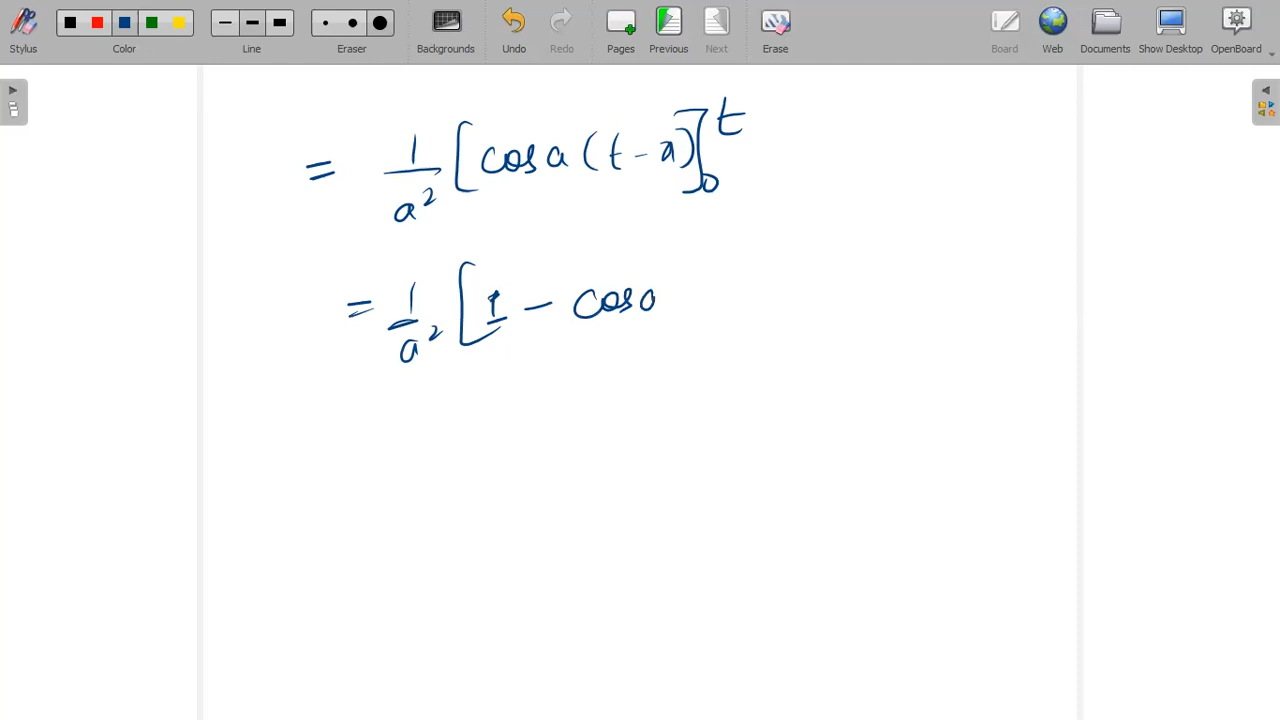 Stylus Color Line Eraser Backgrounds Undo Redo Pages Previous Next Erase Board Web Documents Show Desktop OpenBoard
= 1/a² [cos a (t - x)]₀ᵗ
= 1/a² [1 - cos a